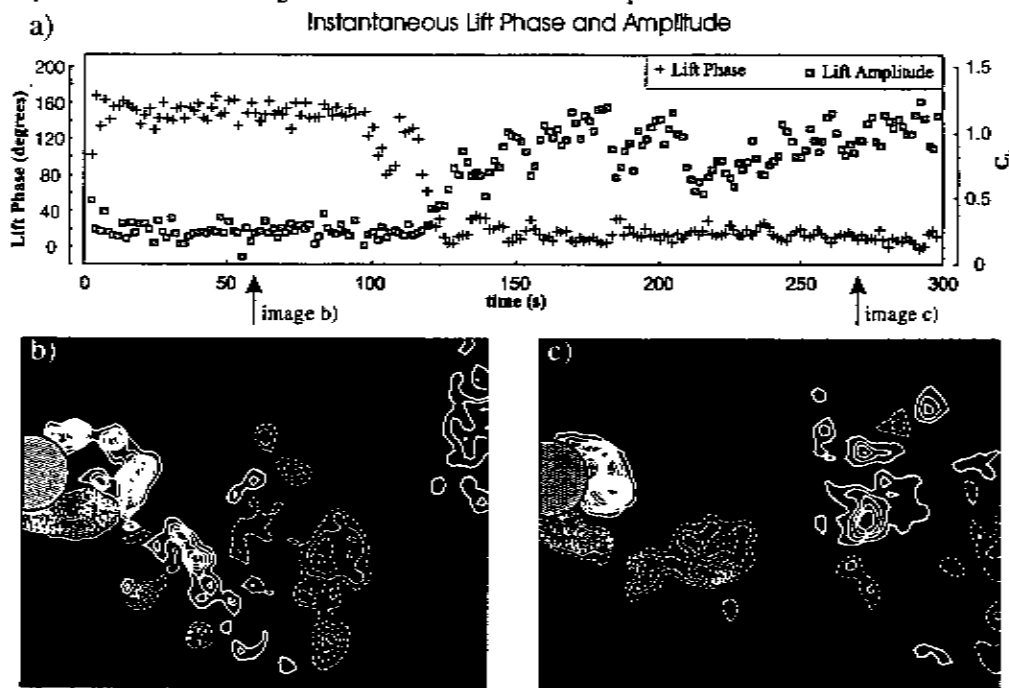 a)
Instantaneous Lift Phase and Amplitude
+ Lift Phase
□ Lift Amplitude
Lift Phase (degrees)
200
160
120
80
40
0
1.5
1.0
0.5
0
0
50
100
150
200
250
300
time (s)
image b)
image c)
b)
c)